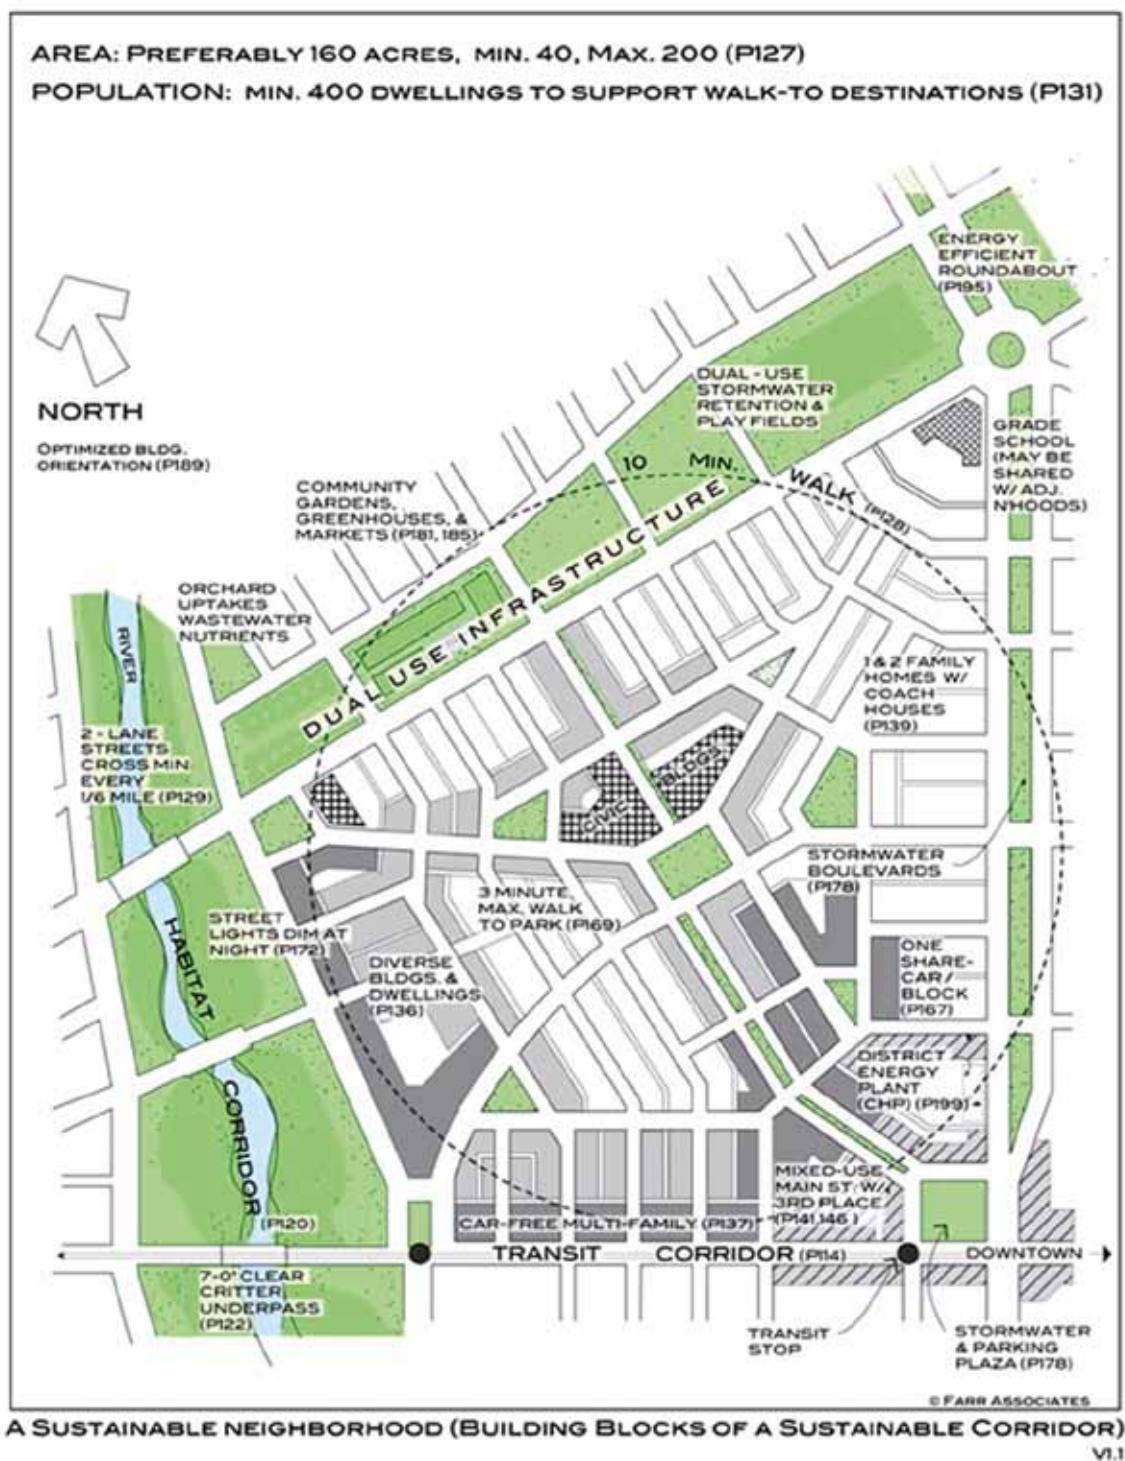 AREA: PREFERABLY 160 ACRES, MIN. 40, MAX. 200 (P127)
POPULATION: MIN. 400 DWELLINGS TO SUPPORT WALK-TO DESTINATIONS (P131)
ENERGY
EFFICIENT
ROUNDABOUT
(P195)
NORTH
OPTIMIZED BLDG.
ORIENTATION (P189)
DUAL - USE
STORMWATER
RETENTION &
PLAY FIELDS
GRADE
SCHOOL
(MAY BE
SHARED
W/ ADJ.
N'HOODS)
10 MIN. WALK (P128)
COMMUNITY
GARDENS,
GREENHOUSES, &
MARKETS (P181, 185)
DUAL USE INFRASTRUCTURE
ORCHARD
UPTAKES
WASTEWATER
NUTRIENTS
RIVER
1 & 2 FAMILY
HOMES W/
COACH
HOUSES
(P139)
2 - LANE
STREETS
CROSS MIN
EVERY
1/6 MILE (P129)
CIVIC BLDGS
STORMWATER
BOULEVARDS
(P178)
3 MINUTE,
MAX. WALK
TO PARK (P169)
STREET
LIGHTS DIM AT
NIGHT (P172)
HABITAT CORRIDOR (P120)
DIVERSE
BLDGS. &
DWELLINGS
(P136)
ONE
SHARE-
CAR /
BLOCK
(P167)
DISTRICT
ENERGY
PLANT
(CHP) (P199)
MIXED-USE
MAIN ST. W/
3RD PLACE
(P141,146 )
CAR-FREE MULTI-FAMILY (P137)
TRANSIT CORRIDOR (P114)
DOWNTOWN
7-0" CLEAR
CRITTER
UNDERPASS
(P122)
TRANSIT
STOP
STORMWATER
& PARKING
PLAZA (P178)
© FARR ASSOCIATES
A SUSTAINABLE NEIGHBORHOOD (BUILDING BLOCKS OF A SUSTAINABLE CORRIDOR)
V1.1